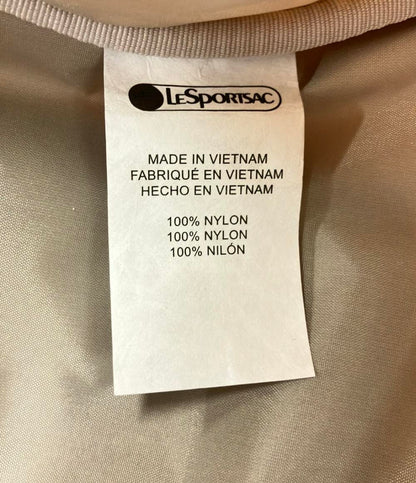 LeSportsac
MADE IN VIETNAM
FABRIQUÉ EN VIETNAM
HECHO EN VIETNAM
100% NYLON
100% NYLON
100% NILÓN